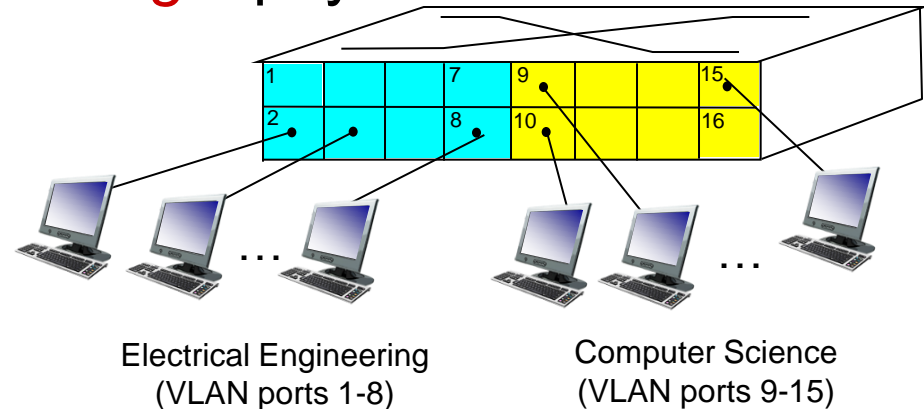 1 7 9 15
2 8 10 16
... ...
Electrical Engineering
(VLAN ports 1-8)
Computer Science
(VLAN ports 9-15)